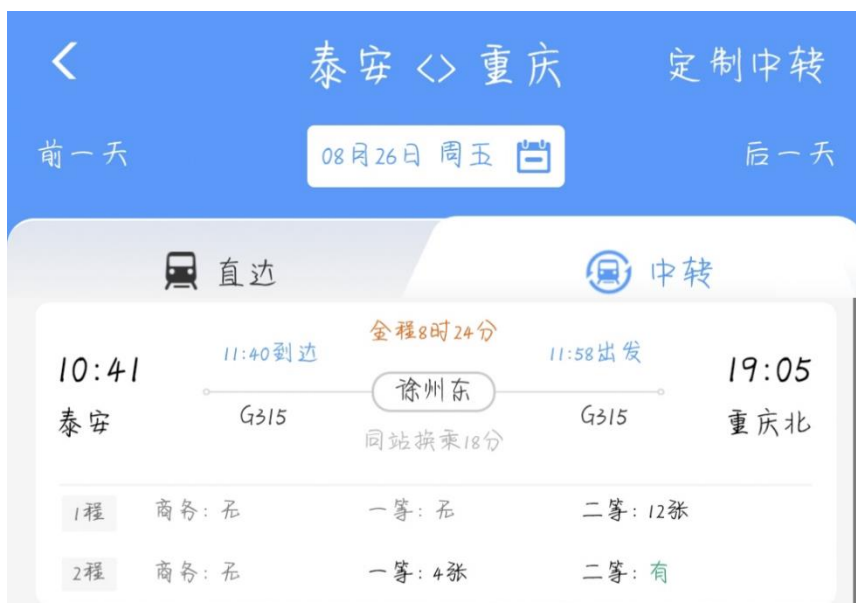 泰安 <> 重庆 定制中转
前一天 08月26日 周五 后一天
直达 中转
全程8时24分
10:41 11:40到达 徐州东 11:58出发 19:05
泰安 G315 同站换乘18分 G315 重庆北
1程 商务: 无 一等: 无 二等: 12张
2程 商务: 无 一等: 4张 二等: 有